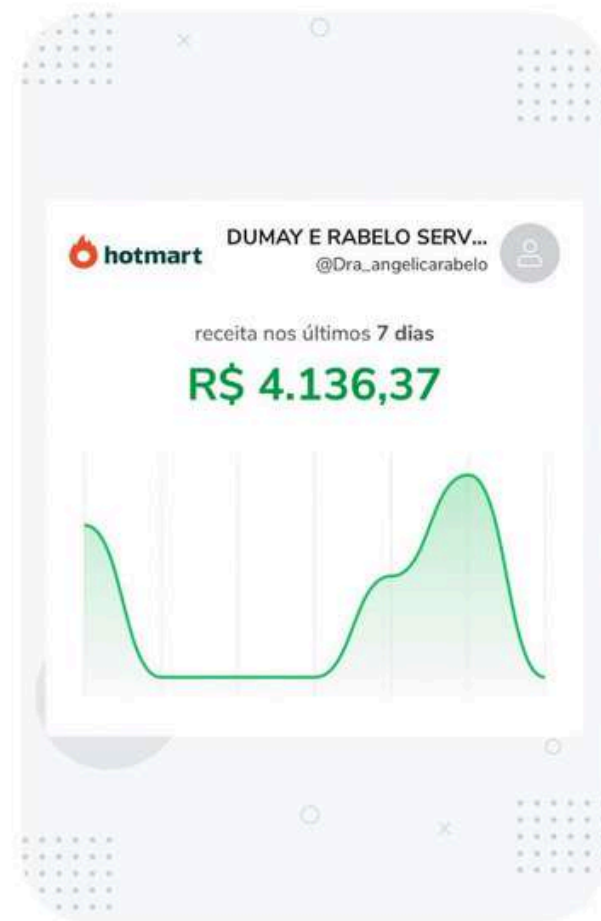 hotmart
DUMAY E RABELO SERV...
@Dra_angelicarabelo
receita nos últimos 7 dias
R$ 4.136,37